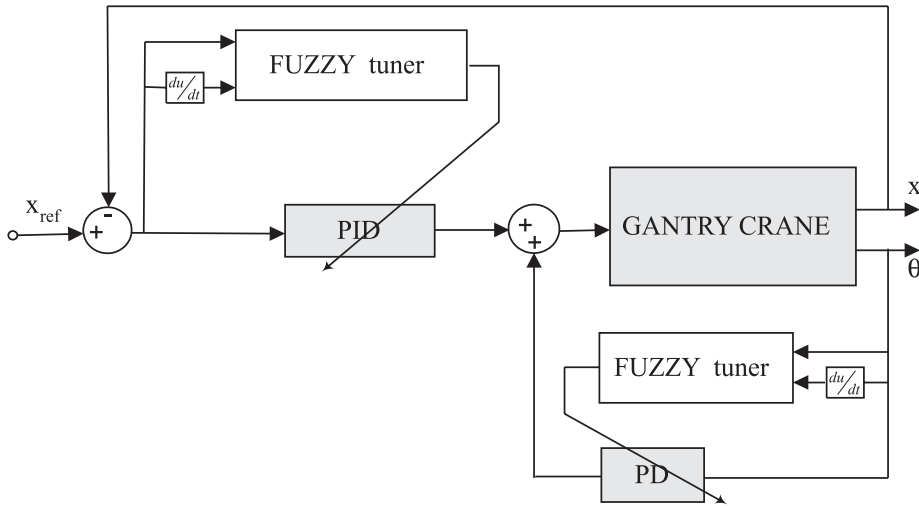 FUZZY tuner
du/dt
x_ref
-
+
PID
+
+
GANTRY CRANE
x
θ
FUZZY tuner
du/dt
PD